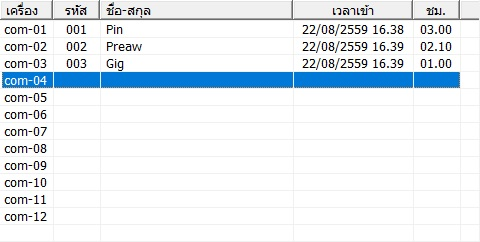 เครื่อง รหัส ชื่อ-สกุล เวลาเข้า ชม.
com-01 001 Pin 22/08/2559 16.38 03.00
com-02 002 Preaw 22/08/2559 16.39 02.10
com-03 003 Gig 22/08/2559 16.39 01.00
com-04
com-05
com-06
com-07
com-08
com-09
com-10
com-11
com-12